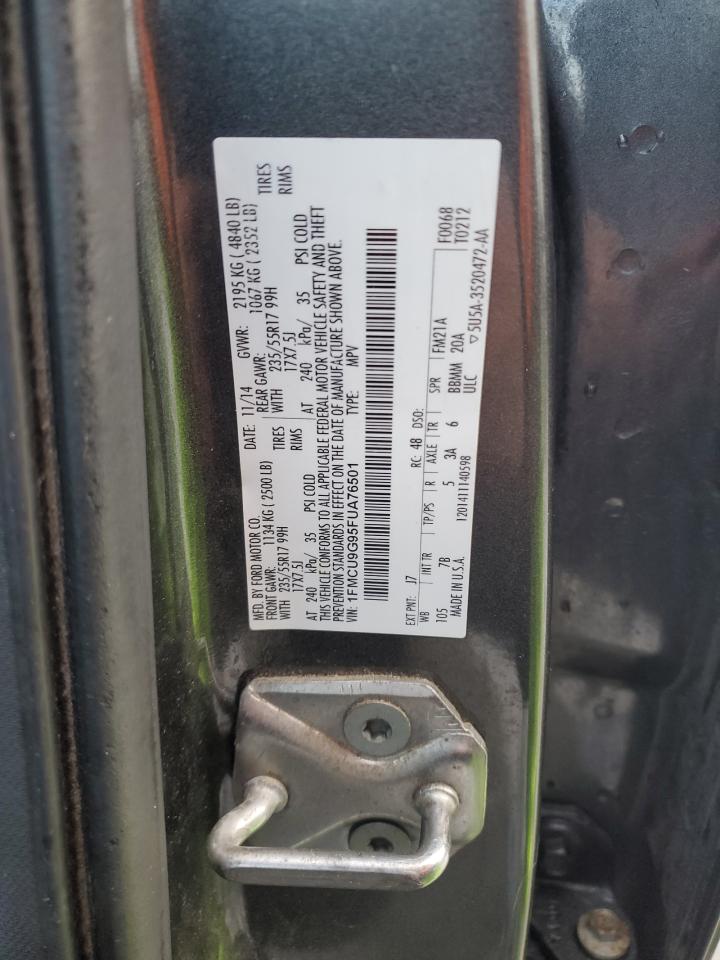 MFD. BY FORD MOTOR CO. DATE: 11/14 GVWR: 2195 KG ( 4840 LB)
FRONT GAWR: 1134 KG ( 2500 LB) REAR GAWR: 1067 KG ( 2352 LB)
WITH 235/55R17 99H TIRES WITH 235/55R17 99H TIRES
17X7.5J RIMS 17X7.5J RIMS
AT 240 kPa/ 35 PSI COLD AT 240 kPa/ 35 PSI COLD
THIS VEHICLE CONFORMS TO ALL APPLICABLE FEDERAL MOTOR VEHICLE SAFETY AND THEFT
PREVENTION STANDARDS IN EFFECT ON THE DATE OF MANUFACTURE SHOWN ABOVE.
VIN: 1FMCU9G95FUA76501 TYPE: MPV
EXT PNT: J7 RC: 48 DSO: F0068
WB INT TR TP/PS R AXLE TR SPR FM21A T0212
105 7B 5 3A 6 BBMM 20A
MADE IN U.S.A. 1201411140598 ULC ▽5U5A-3520472-AA